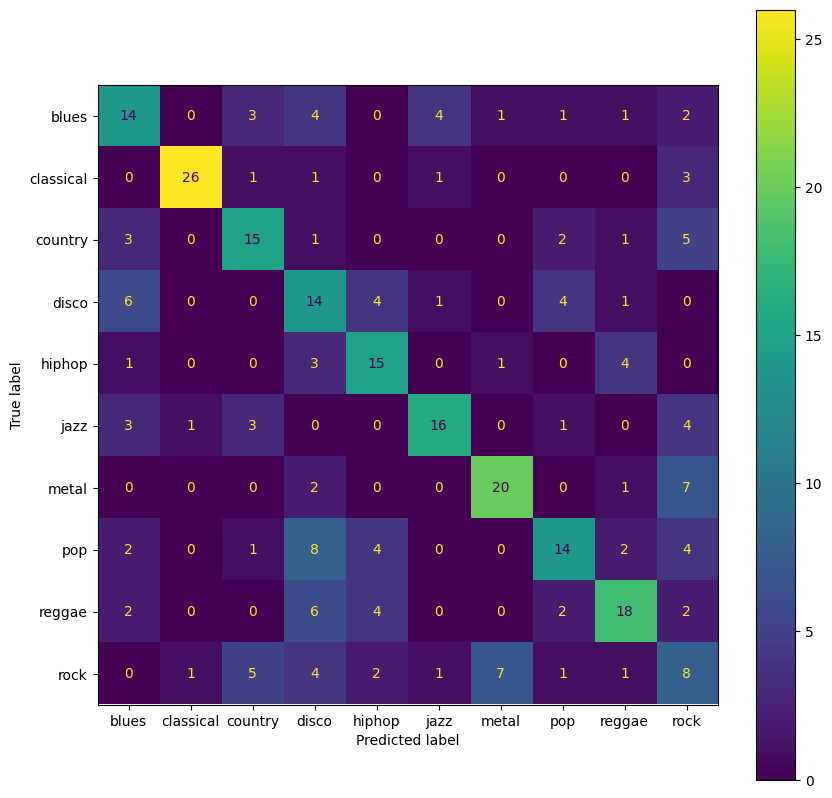 25
blues 14 0 3 4 0 4 1 1 1 2
classical 0 26 1 1 0 1 0 0 0 3
20
country 3 0 15 1 0 0 0 2 1 5
disco 6 0 0 14 4 1 0 4 1 0
15
hiphop 1 0 0 3 15 0 1 0 4 0
True label
jazz 3 1 3 0 0 16 0 1 0 4
10
metal 0 0 0 2 0 0 20 0 1 7
pop 2 0 1 8 4 0 0 14 2 4
reggae 2 0 0 6 4 0 0 2 18 2
5
rock 0 1 5 4 2 1 7 1 1 8
blues classical country disco hiphop jazz metal pop reggae rock
Predicted label
0